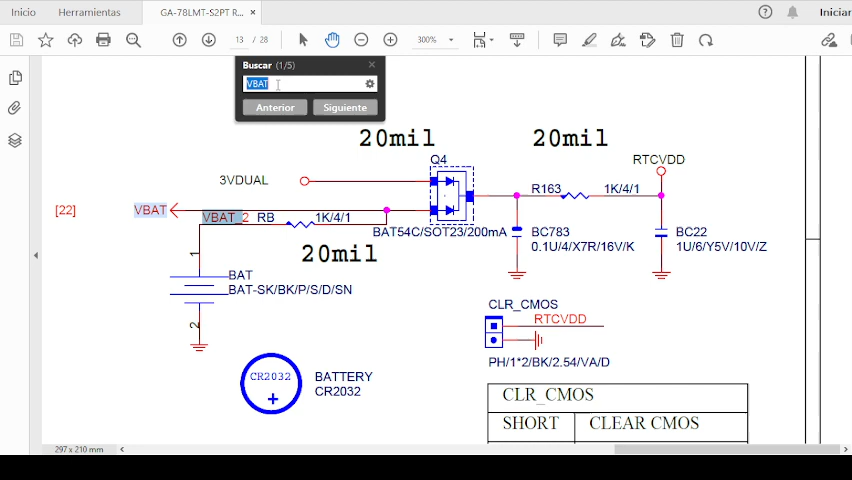 Inicio Herramientas GA-78LMT-S2PT R... × Iniciar
13 / 28 300%
Buscar (1/5)
VBAT
Anterior Siguiente
20mil 20mil
Q4 RTCVDD
3VDUAL
R163 1K/4/1
[22] VBAT
VBAT_2 RB 1K/4/1
BAT54C/SOT23/200mA
BC783
0.1U/4/X7R/16V/K
BC22
1U/6/Y5V/10V/Z
20mil
1
BAT
BAT-SK/BK/P/S/D/SN
2
CLR_CMOS
RTCVDD
PH/1*2/BK/2.54/VA/D
CR2032
+
BATTERY
CR2032
CLR_CMOS
SHORT CLEAR CMOS
297 x 210 mm